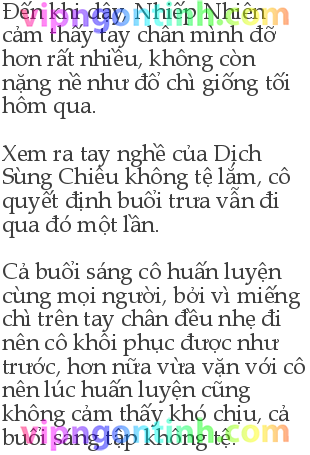 Đến khi dậy, Nhiếp Nhiên
cảm thấy tay chân mình đỡ
hơn rất nhiều, không còn
nặng nề như đổ chì giống tối
hôm qua.
Xem ra tay nghề của Dịch
Sùng Chiếu không tệ lắm, cô
quyết định buổi trưa vẫn đi
qua đó một lần.
Cả buổi sáng cô huấn luyện
cùng mọi người, bởi vì miếng
chì trên tay chân đều nhẹ đi
nên cô khôi phục được như
trước, hơn nữa vừa vặn với cô
nên lúc huấn luyện cũng
không cảm thấy khó chịu, cả
buổi sáng tập không tệ.
vipngontinh.com
vipngontinh.com